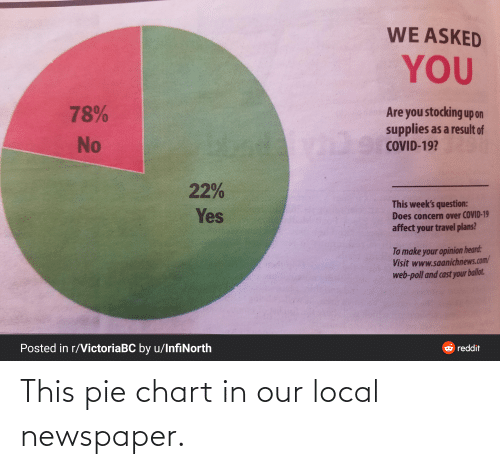 WE ASKED
YOU
78%
No
Are you stocking up on
supplies as a result of
COVID-19?
22%
Yes
This week's question:
Does concern over COVID-19
affect your travel plans?
To make your opinion heard:
Visit www.saanichnews.com/
web-poll and cast your ballot.
Posted in r/VictoriaBC by u/InfiNorth
reddit
This pie chart in our local
newspaper.